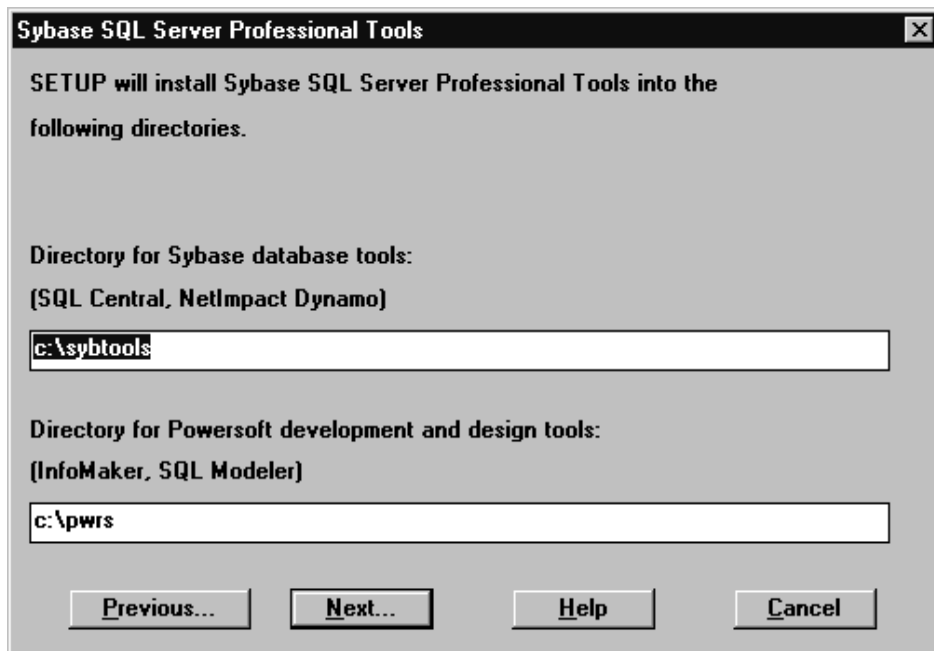 Sybase SQL Server Professional Tools
SETUP will install Sybase SQL Server Professional Tools into the
following directories.
Directory for Sybase database tools:
(SQL Central, NetImpact Dynamo)
c:\sybtools
Directory for Powersoft development and design tools:
(InfoMaker, SQL Modeler)
c:\pwrs
Previous... Next... Help Cancel